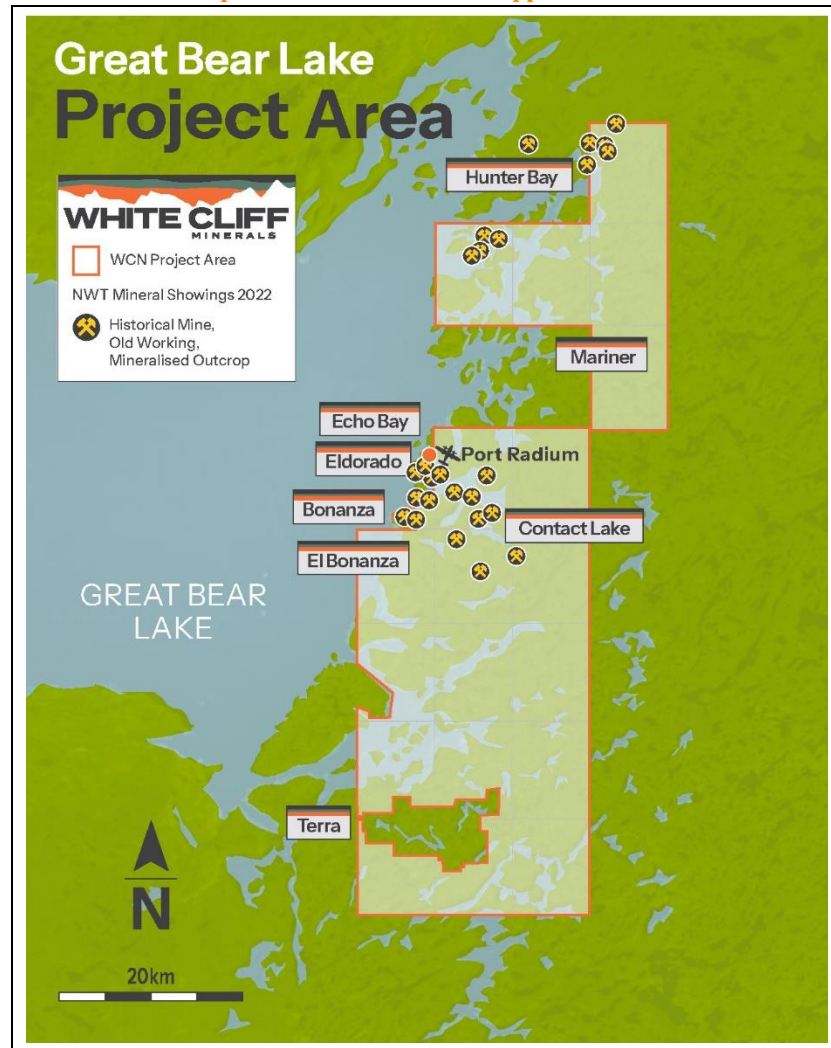 Great Bear Lake
Project Area
WHITE CLIFF
MINERALS
WCN Project Area
NWT Mineral Showings 2022
Historical Mine,
Old Working,
Mineralised Outcrop
Hunter Bay
Mariner
Echo Bay
Eldorado
Port Radium
Bonanza
Contact Lake
El Bonanza
GREAT BEAR
LAKE
Terra
N
20km